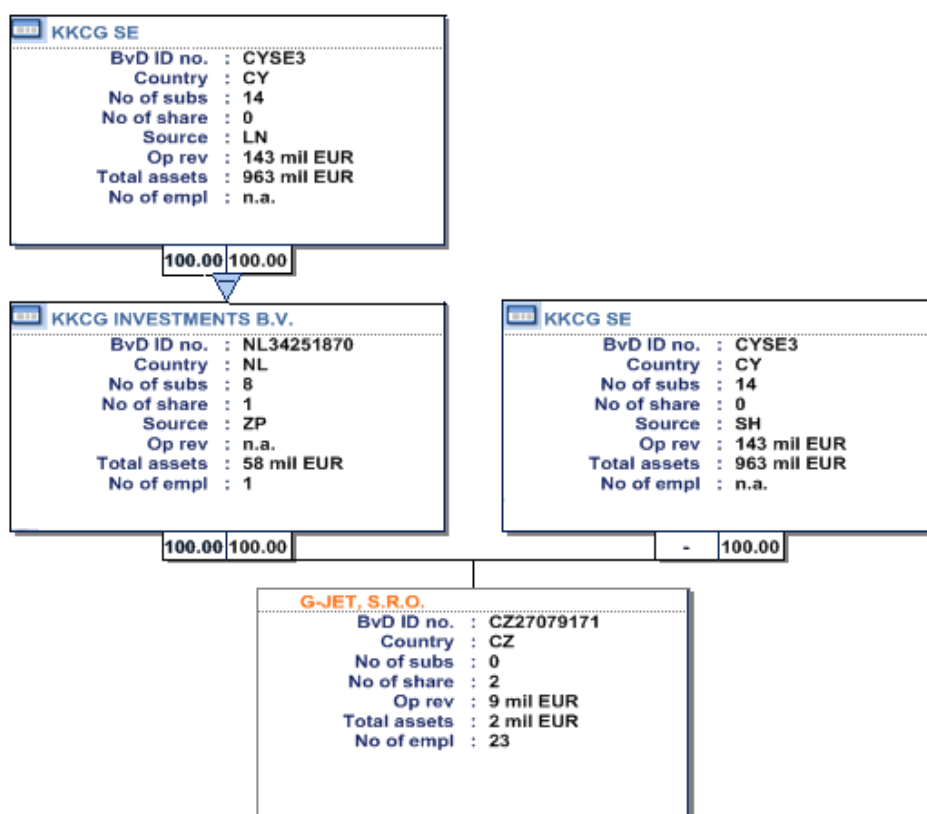 KKCG SE
BvD ID no. : CYSE3
Country : CY
No of subs : 14
No of share : 0
Source : LN
Op rev : 143 mil EUR
Total assets : 963 mil EUR
No of empl : n.a.
100.00 100.00
KKCG INVESTMENTS B.V.
BvD ID no. : NL34251870
Country : NL
No of subs : 8
No of share : 1
Source : ZP
Op rev : n.a.
Total assets : 58 mil EUR
No of empl : 1
100.00 100.00
KKCG SE
BvD ID no. : CYSE3
Country : CY
No of subs : 14
No of share : 0
Source : SH
Op rev : 143 mil EUR
Total assets : 963 mil EUR
No of empl : n.a.
- 100.00
G-JET, S.R.O.
BvD ID no. : CZ27079171
Country : CZ
No of subs : 0
No of share : 2
Op rev : 9 mil EUR
Total assets : 2 mil EUR
No of empl : 23